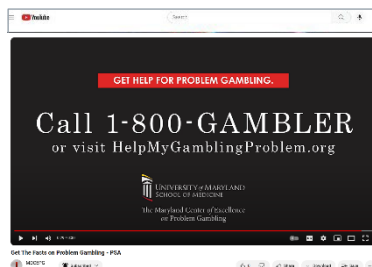 YouTube
Search
GET HELP FOR PROBLEM GAMBLING.
Call 1-800-GAMBLER
or visit HelpMyGamblingProblem.org
UNIVERSITY of MARYLAND
SCHOOL OF MEDICINE
The Maryland Center of Excellence
on Problem Gambling
Get The Facts on Problem Gambling - PSA